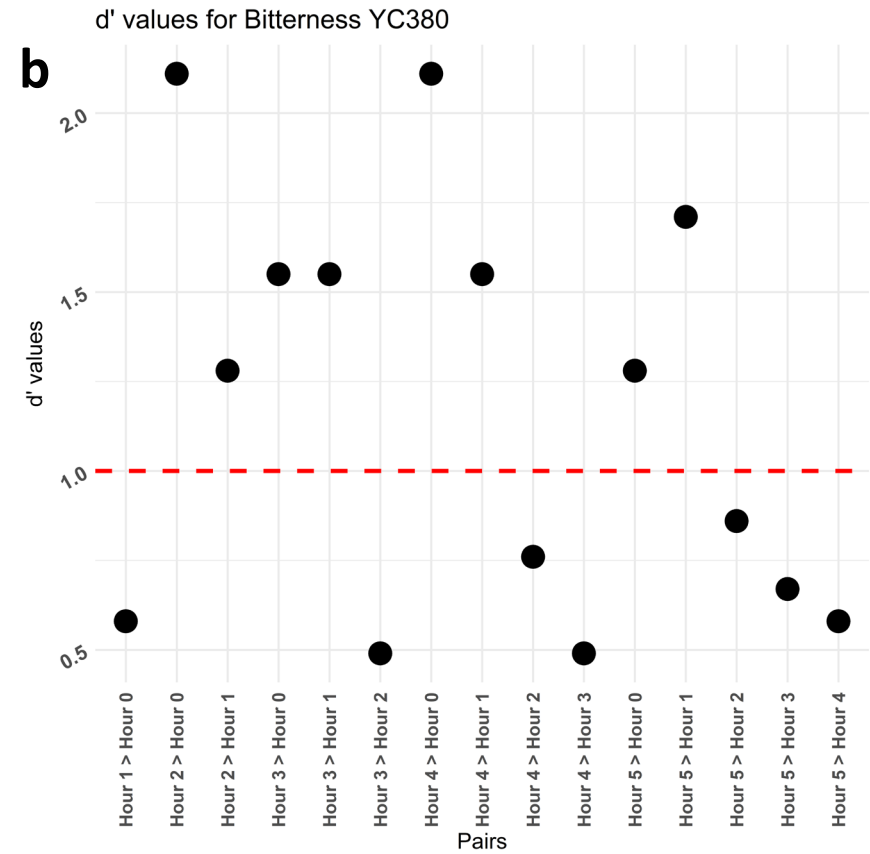 d' values for Bitterness YC380
b
d' values
2.0
1.5
1.0
0.5
Hour 1 > Hour 0
Hour 2 > Hour 0
Hour 2 > Hour 1
Hour 3 > Hour 0
Hour 3 > Hour 1
Hour 3 > Hour 2
Hour 4 > Hour 0
Hour 4 > Hour 1
Hour 4 > Hour 2
Hour 4 > Hour 3
Hour 5 > Hour 0
Hour 5 > Hour 1
Hour 5 > Hour 2
Hour 5 > Hour 3
Hour 5 > Hour 4
Pairs